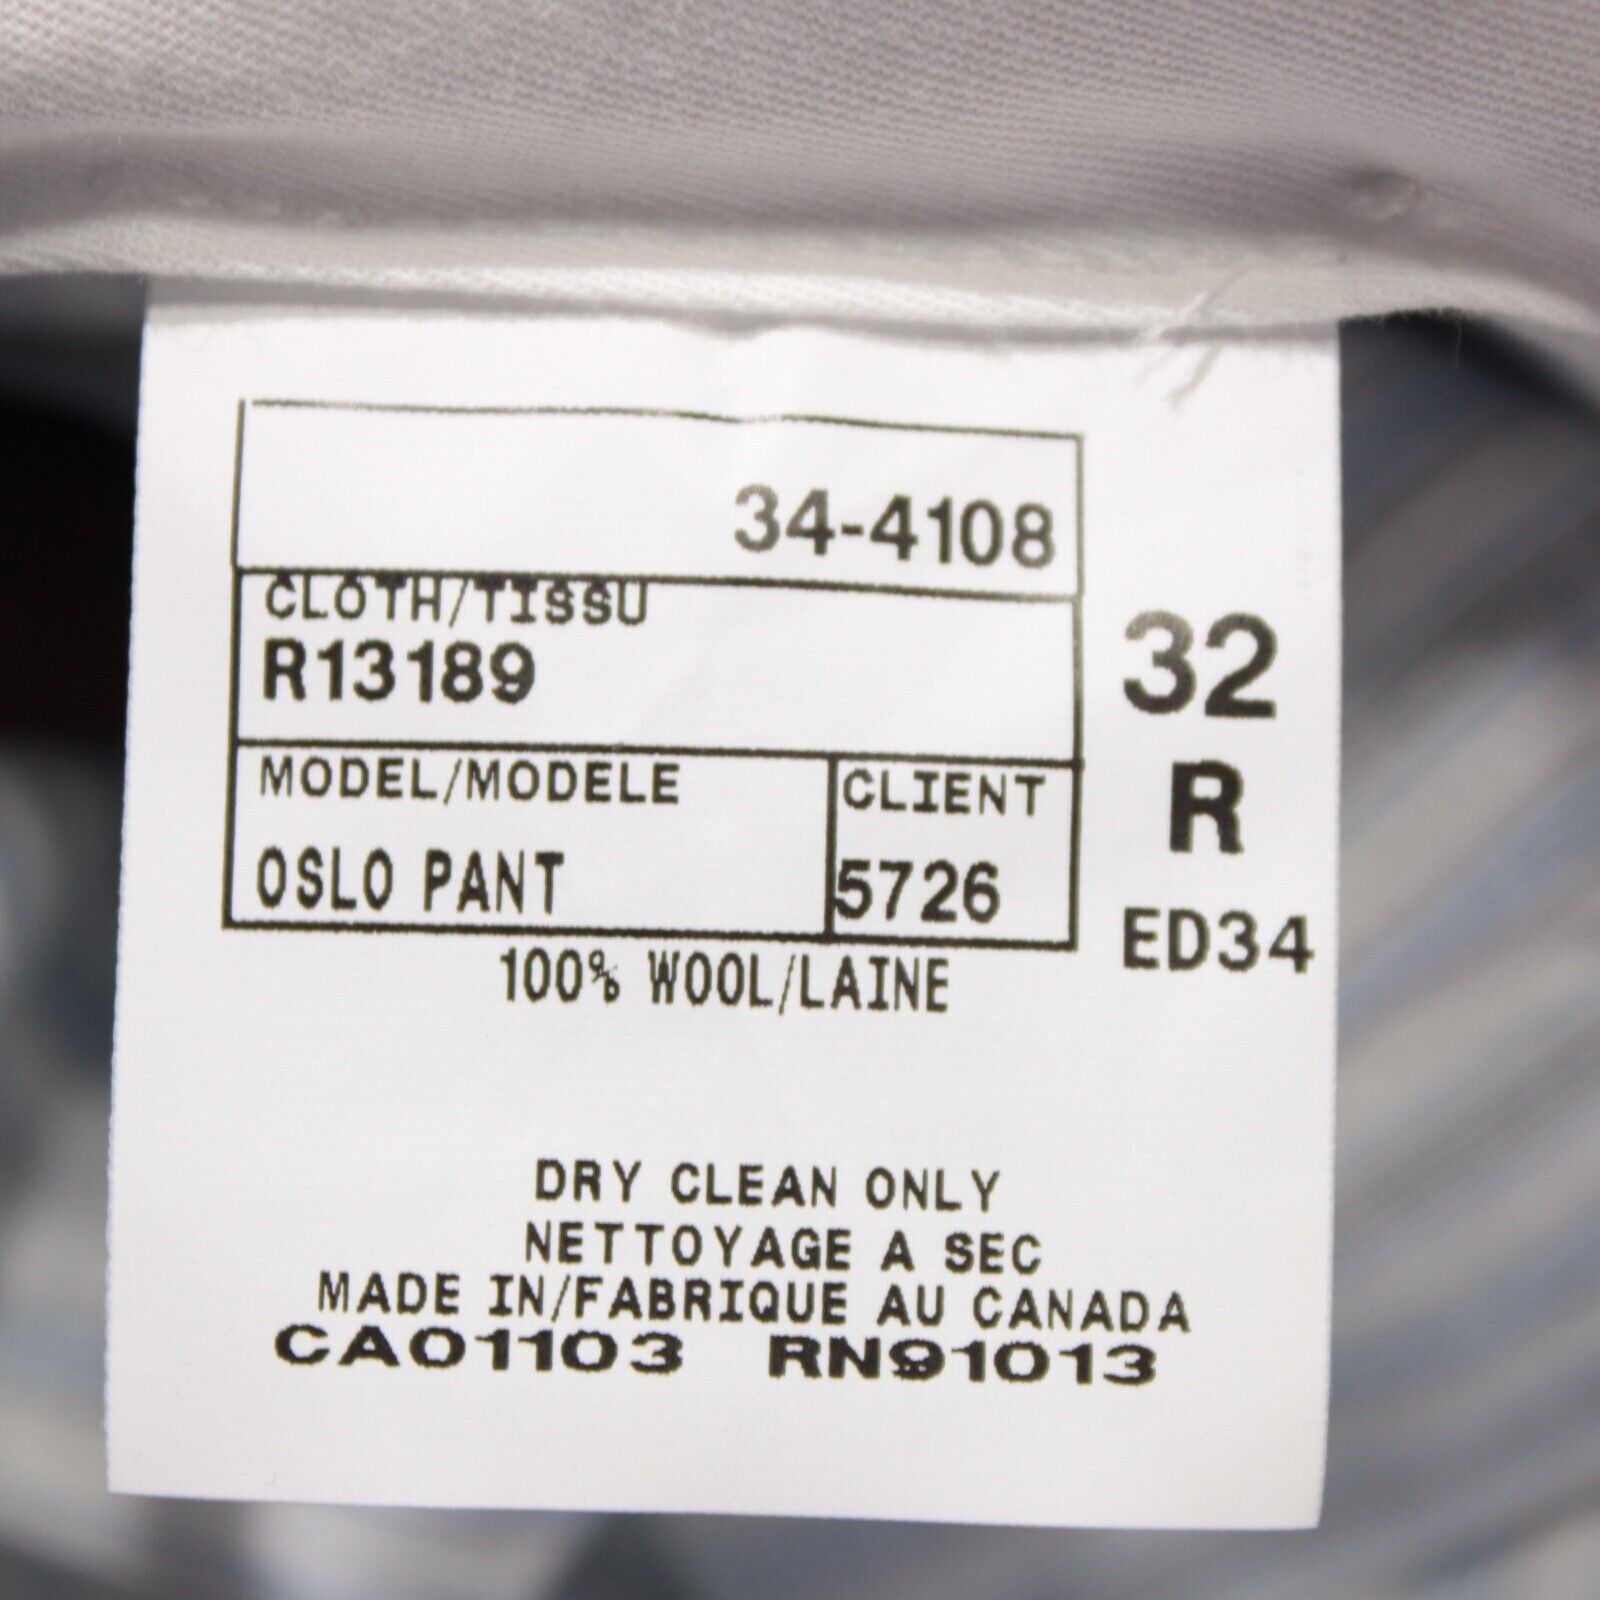 34-4108
CLOTH/TISSU
R13189
MODEL/MODELE
OSLO PANT
CLIENT
5726
32
R
ED34
100% WOOL/LAINE
DRY CLEAN ONLY
NETTOYAGE A SEC
MADE IN/FABRIQUE AU CANADA
CA01103 RN91013